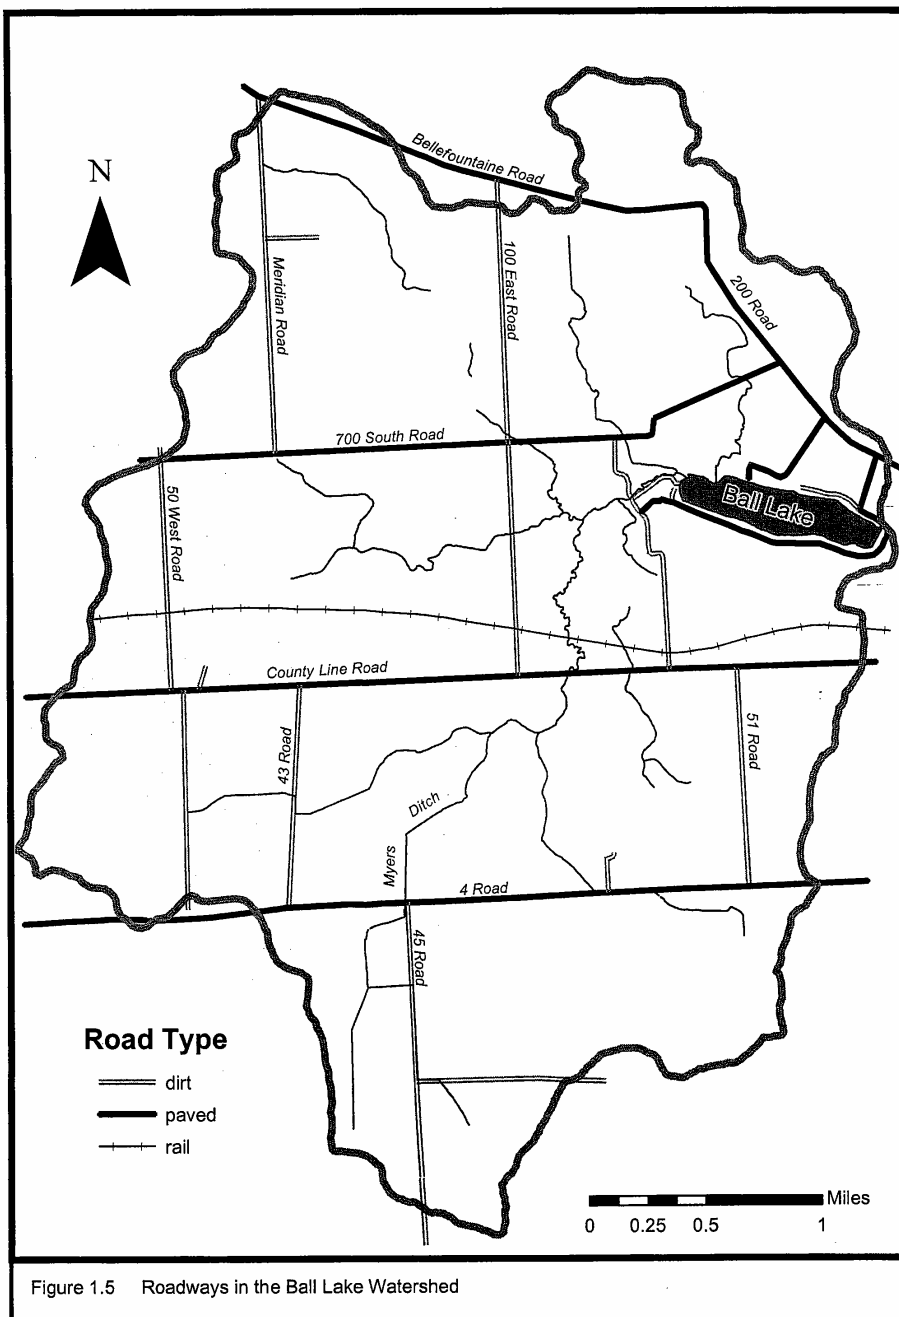 Bellefountaine Road
N
100 East Road
Meridian Road
200 Road
700 South Road
50 West Road
Ball Lake
County Line Road
43 Road
51 Road
Ditch
Myers
4 Road
45 Road
Road Type
dirt
paved
rail
Miles
0 0.25 0.5 1
Figure 1.5 Roadways in the Ball Lake Watershed